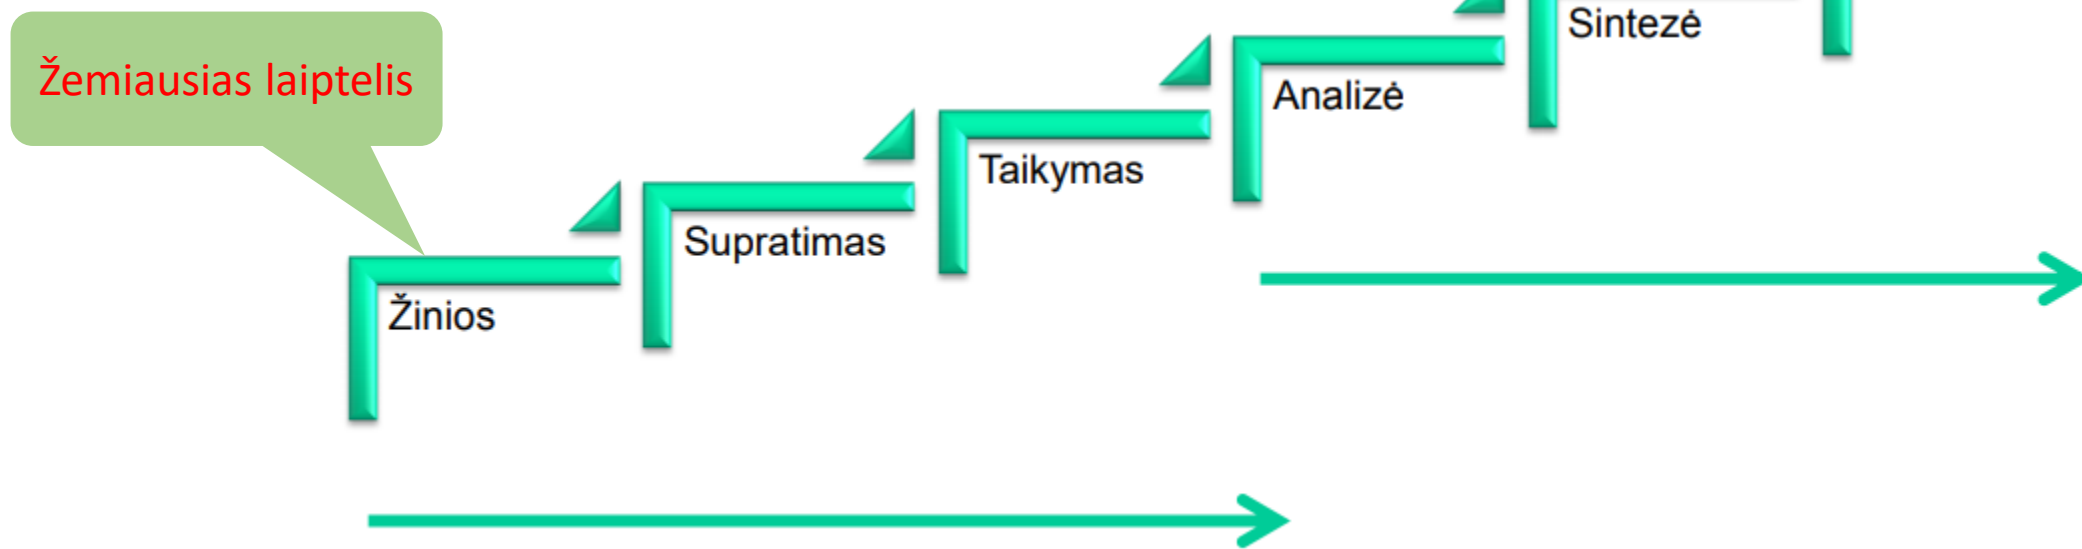 Žemiausias laiptelis
Sintezė
Analizė
Taikymas
Supratimas
Žinios